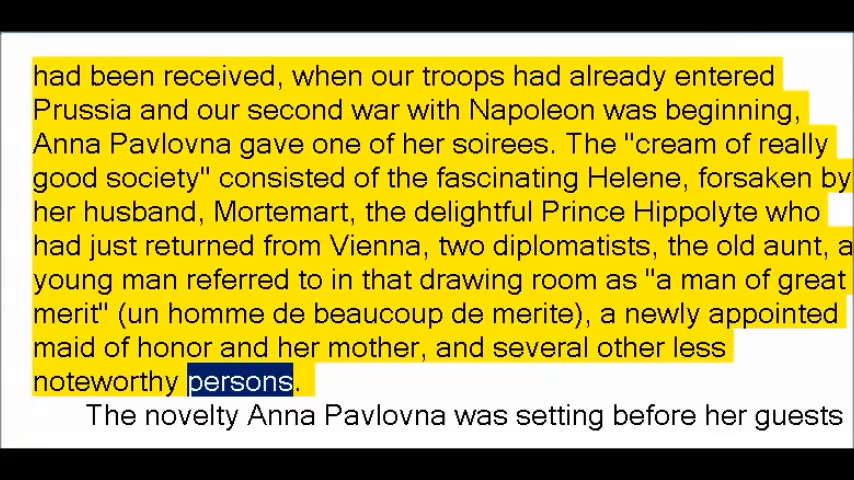 had been received, when our troops had already entered
Prussia and our second war with Napoleon was beginning,
Anna Pavlovna gave one of her soirees. The "cream of really
good society" consisted of the fascinating Helene, forsaken by
her husband, Mortemart, the delightful Prince Hippolyte who
had just returned from Vienna, two diplomatists, the old aunt, a
young man referred to in that drawing room as "a man of great
merit" (un homme de beaucoup de merite), a newly appointed
maid of honor and her mother, and several other less
noteworthy persons.
The novelty Anna Pavlovna was setting before her guests